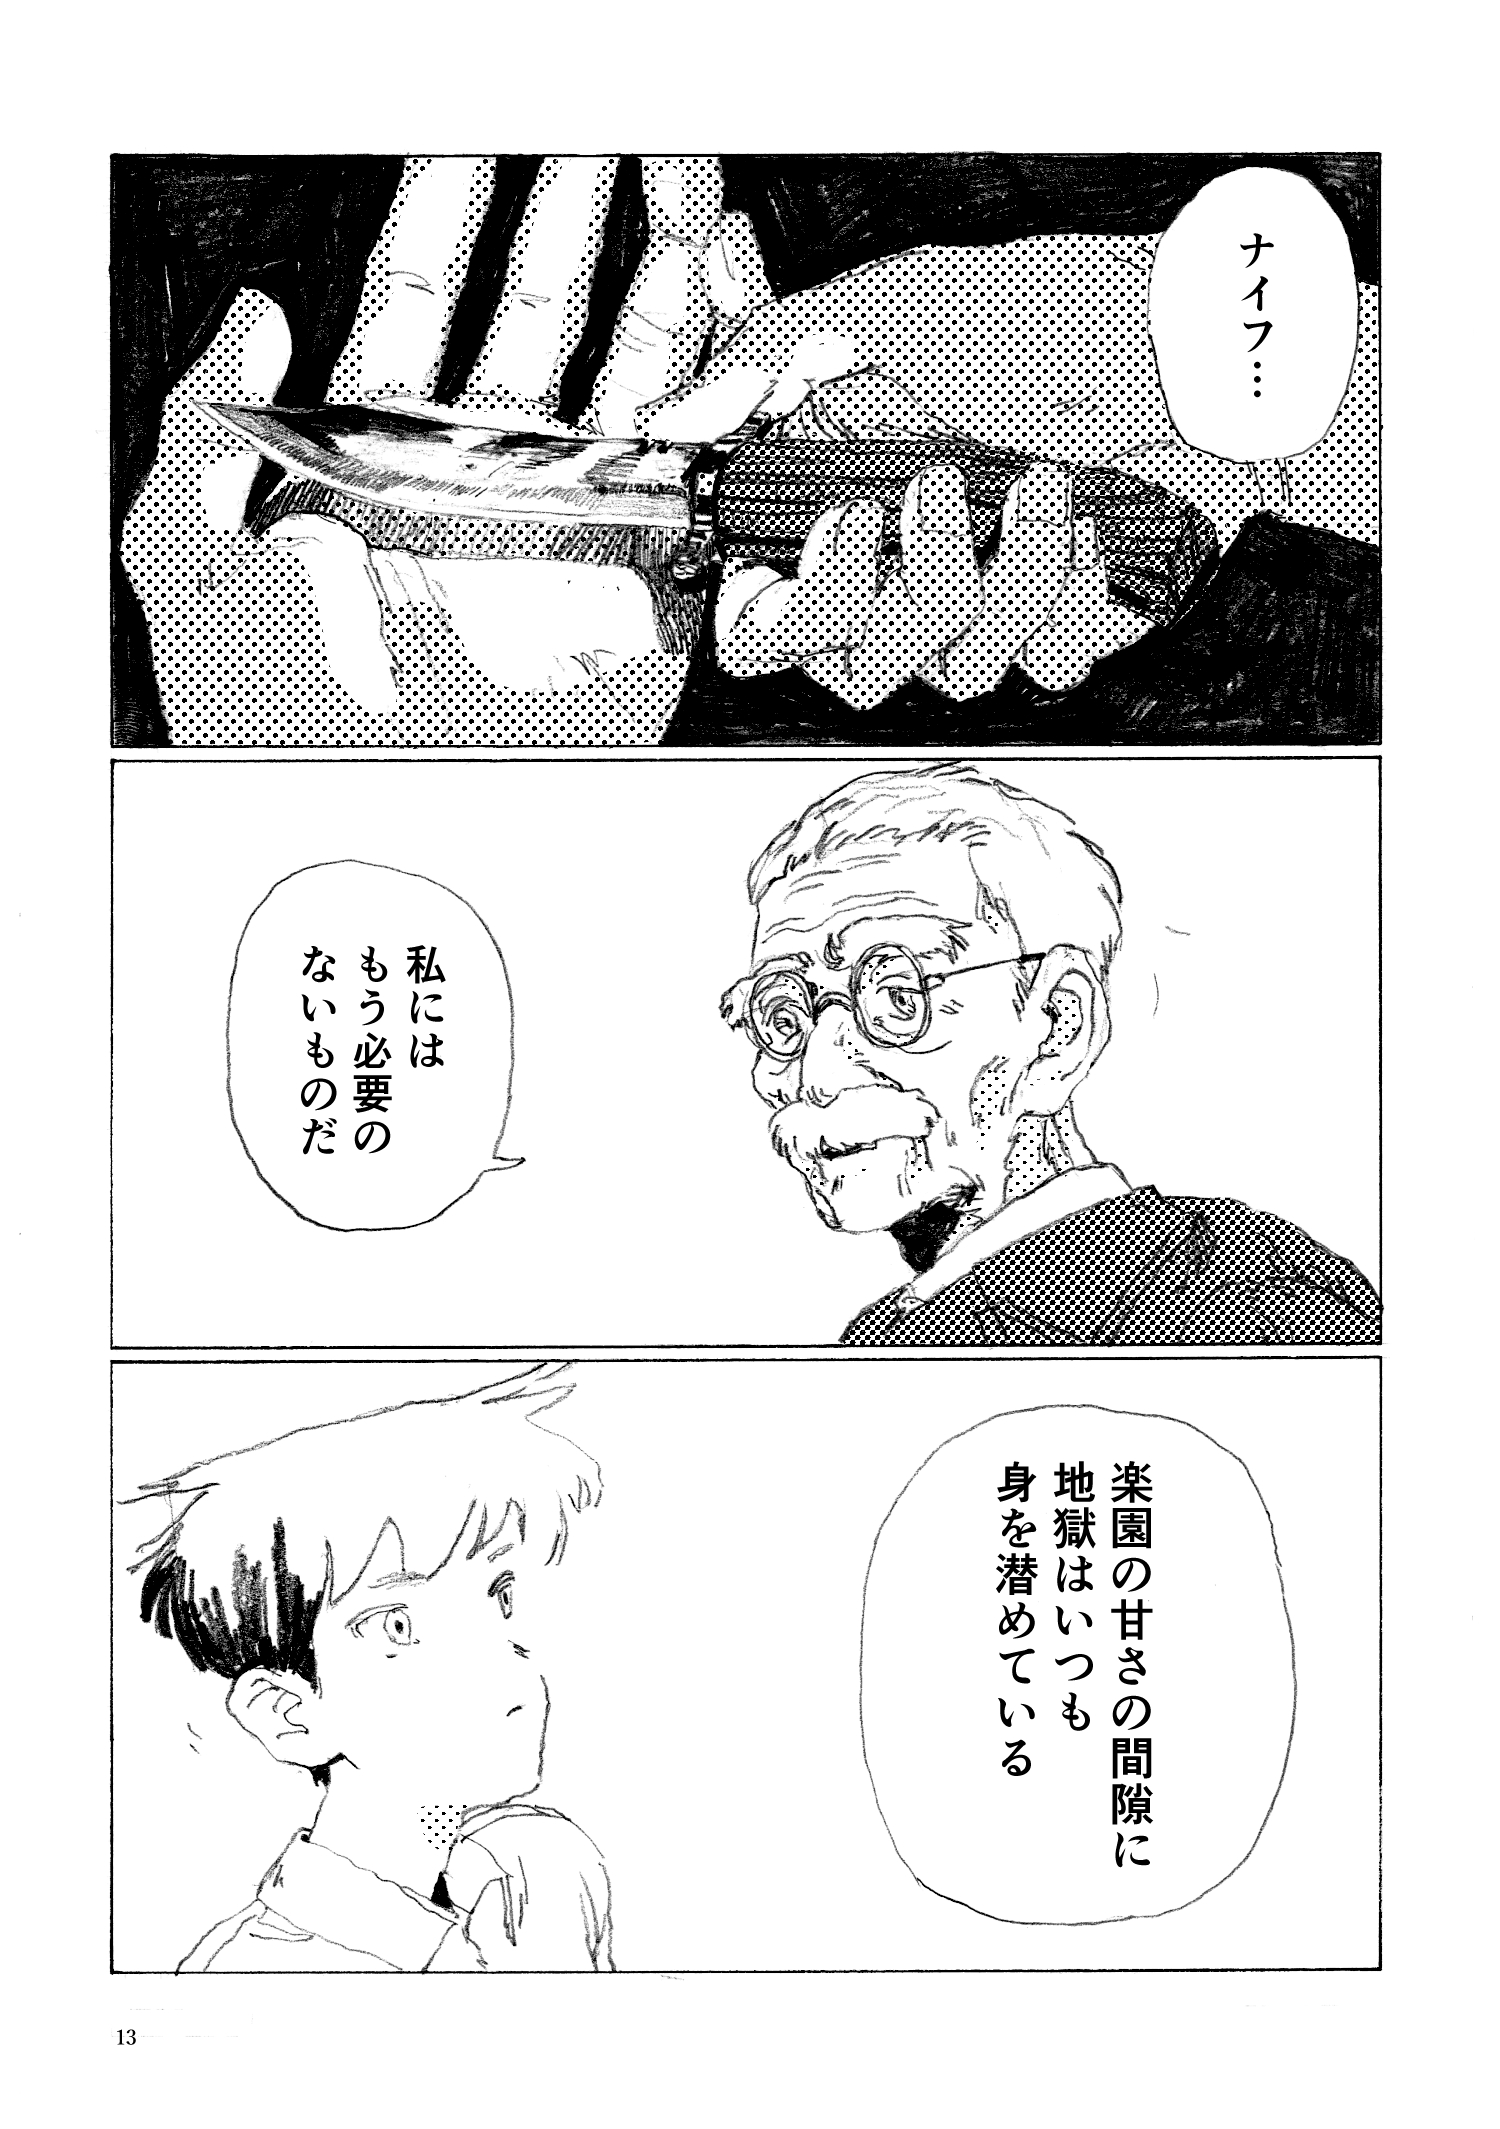 ナイフ…
私には
もう必要の
ないものだ
楽園の甘さの間隙に
地獄はいつも
身を潜めている
13